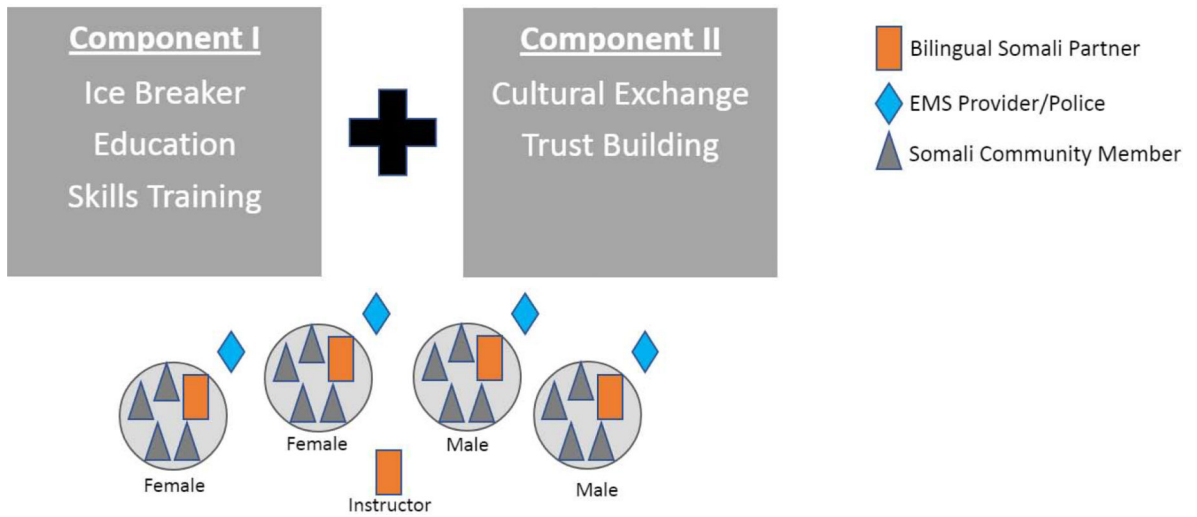 Component I
Ice Breaker
Education
Skills Training
Component II
Cultural Exchange
Trust Building
Bilingual Somali Partner
EMS Provider/Police
Somali Community Member
Female
Female
Male
Male
Instructor